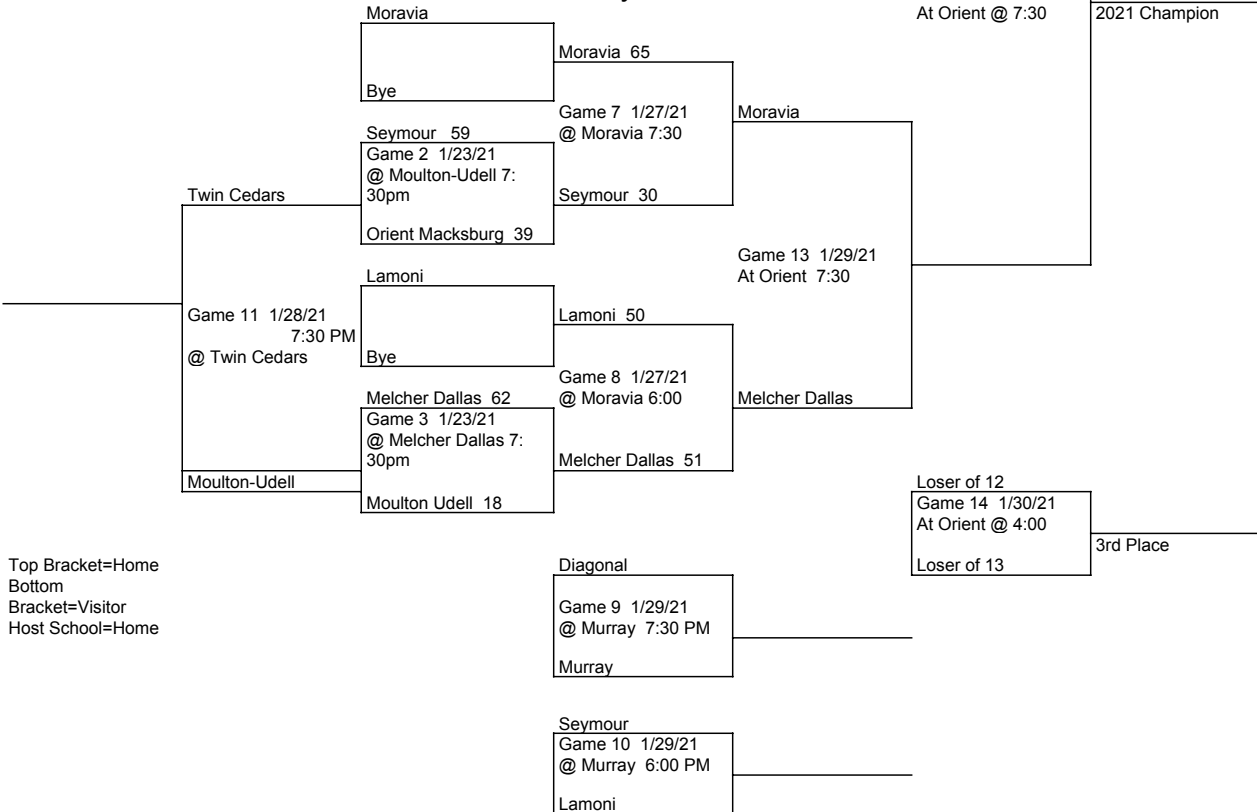 At Orient @ 7:30
2021 Champion
Moravia
Moravia 65
Bye
Game 7 1/27/21
@ Moravia 7:30
Moravia
Seymour 59
Game 2 1/23/21
@ Moulton-Udell 7:
30pm
Twin Cedars
Seymour 30
Orient Macksburg 39
Game 13 1/29/21
At Orient 7:30
Lamoni
Game 11 1/28/21
7:30 PM
@ Twin Cedars
Lamoni 50
Bye
Game 8 1/27/21
@ Moravia 6:00
Melcher Dallas
Melcher Dallas 62
Game 3 1/23/21
@ Melcher Dallas 7:
30pm
Melcher Dallas 51
Moulton-Udell
Moulton Udell 18
Loser of 12
Game 14 1/30/21
At Orient @ 4:00
3rd Place
Loser of 13
Top Bracket=Home
Bottom
Bracket=Visitor
Host School=Home
Diagonal
Game 9 1/29/21
@ Murray 7:30 PM
Murray
Seymour
Game 10 1/29/21
@ Murray 6:00 PM
Lamoni